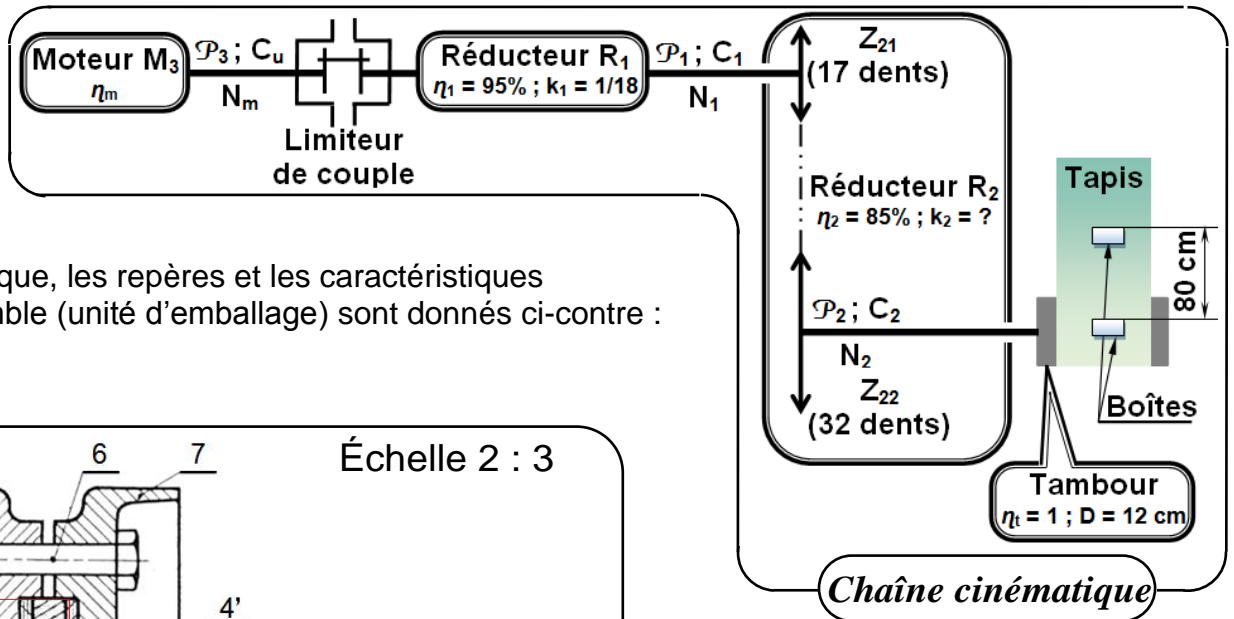 Moteur M₃
ηₘ
𝒫₃ ; Cᵤ
Nₘ
Limiteur
de couple
Réducteur R₁
η₁ = 95% ; k₁ = 1/18
𝒫₁ ; C₁
N₁
Z₂₁
(17 dents)
Réducteur R₂
η₂ = 85% ; k₂ = ?
𝒫₂ ; C₂
N₂
Z₂₂
(32 dents)
Tapis
80 cm
Boîtes
Tambour
ηₜ = 1 ; D = 12 cm
Chaîne cinématique
que, les repères et les caractéristiques
ble (unité d'emballage) sont donnés ci-contre :
6
7
Échelle 2 : 3
4'